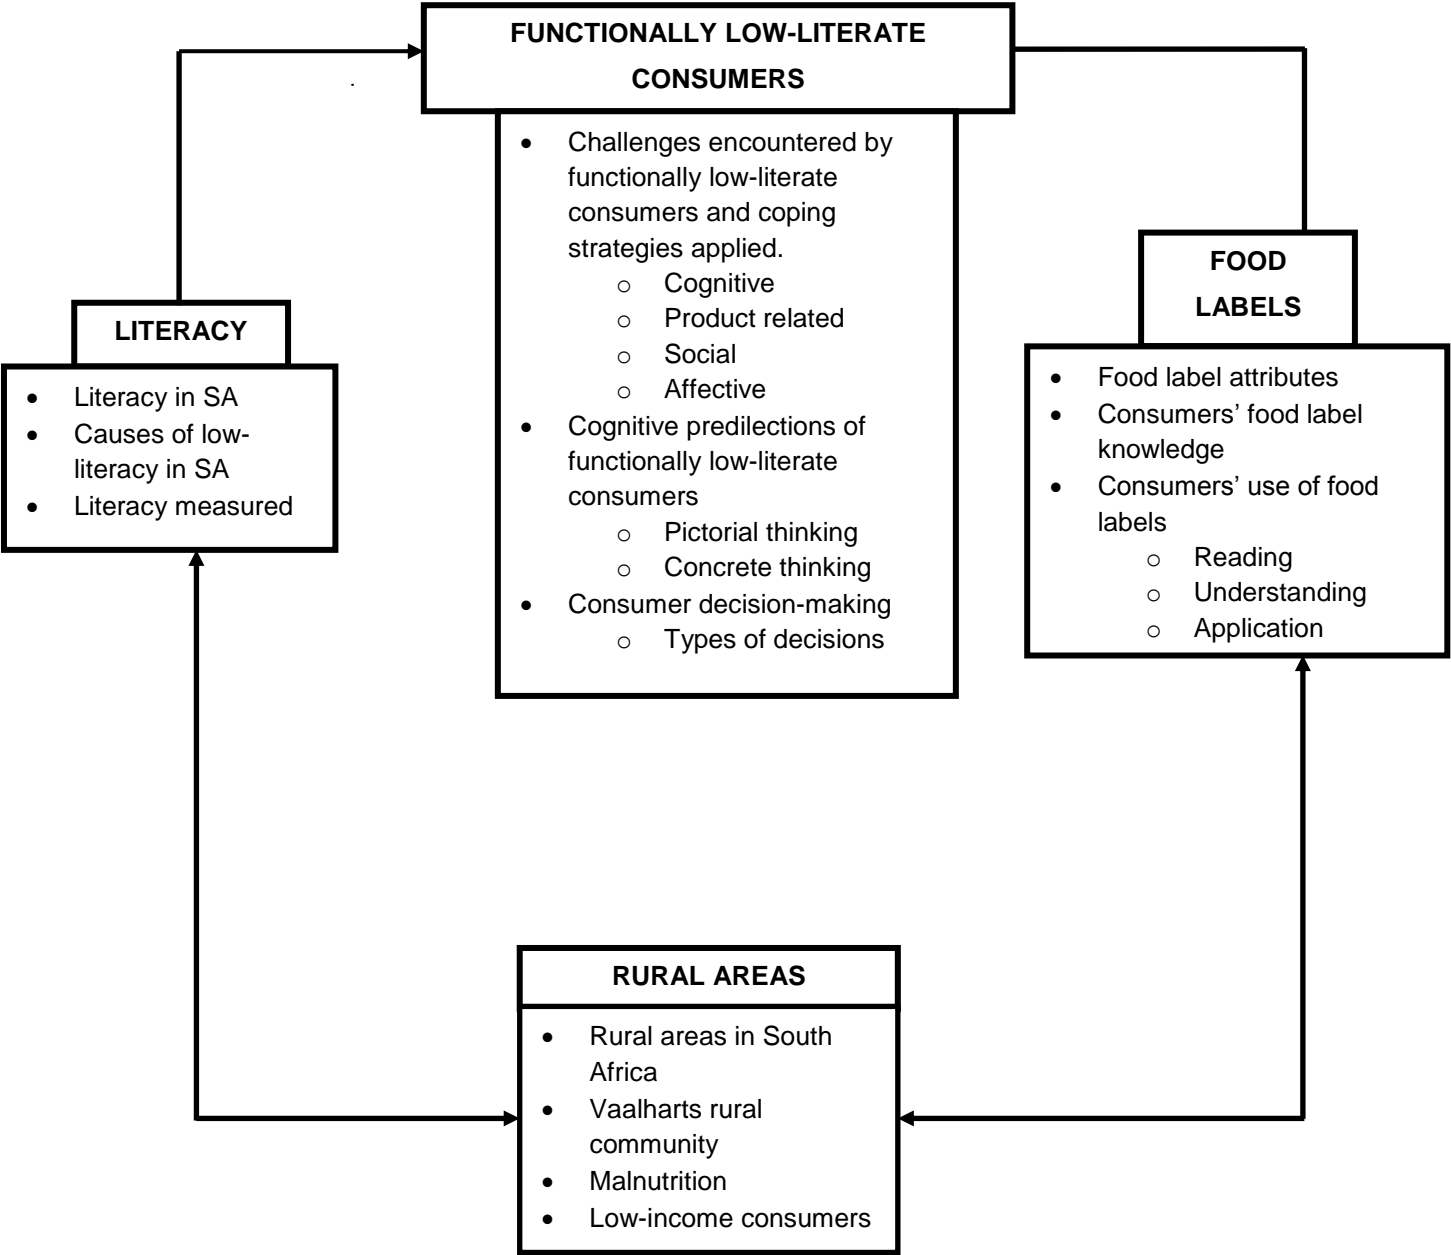 FUNCTIONALLY LOW-LITERATE
CONSUMERS
• Challenges encountered by
functionally low-literate
consumers and coping
strategies applied.
o Cognitive
o Product related
o Social
o Affective
• Cognitive predilections of
functionally low-literate
consumers
o Pictorial thinking
o Concrete thinking
• Consumer decision-making
o Types of decisions
LITERACY
• Literacy in SA
• Causes of low-
literacy in SA
• Literacy measured
FOOD
LABELS
• Food label attributes
• Consumers’ food label
knowledge
• Consumers’ use of food
labels
o Reading
o Understanding
o Application
RURAL AREAS
• Rural areas in South
Africa
• Vaalharts rural
community
• Malnutrition
• Low-income consumers